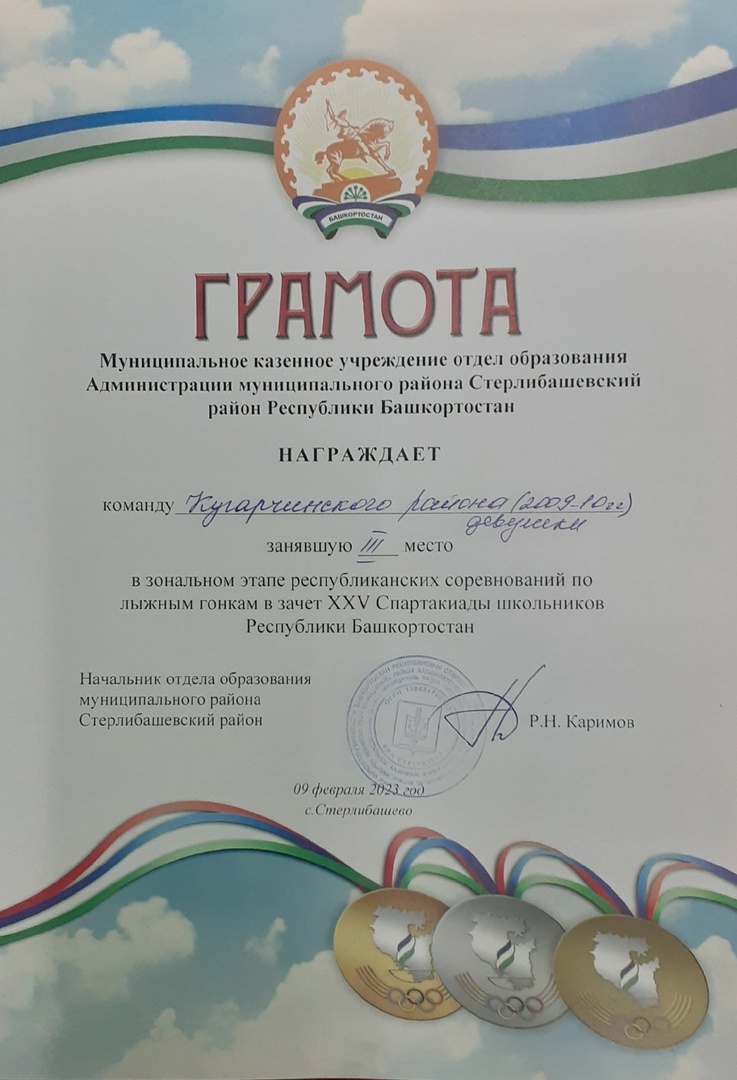 БАШКОРТОСТАН
ГРАМОТА
Муниципальное казенное учреждение отдел образования
Администрации муниципального района Стерлибашевский
район Республики Башкортостан
НАГРАЖДАЕТ
команду Кугарчинского района (2009-10гг)
девушки
занявшую III место
в зональном этапе республиканских соревнований по
лыжным гонкам в зачет XXV Спартакиады школьников
Республики Башкортостан
Начальник отдела образования
муниципального района
Стерлибашевский район
Р.Н. Каримов
09 февраля 2023 год
с.Стерлибашево